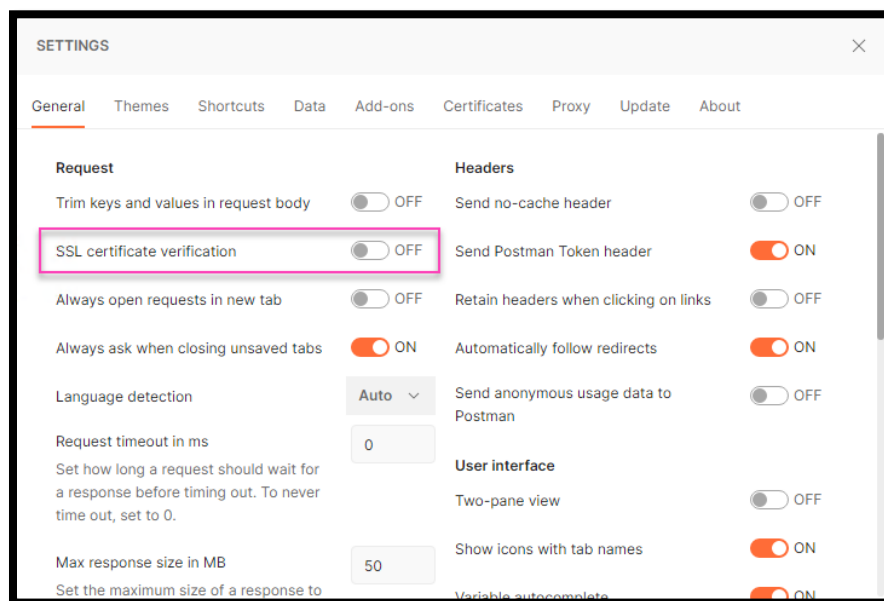 SETTINGS
General Themes Shortcuts Data Add-ons Certificates Proxy Update About
Request
Trim keys and values in request body OFF
SSL certificate verification OFF
Always open requests in new tab OFF
Always ask when closing unsaved tabs ON
Language detection Auto
Request timeout in ms 0
Set how long a request should wait for
a response before timing out. To never
time out, set to 0.
Max response size in MB 50
Set the maximum size of a response to
Headers
Send no-cache header OFF
Send Postman Token header ON
Retain headers when clicking on links OFF
Automatically follow redirects ON
Send anonymous usage data to OFF
Postman
User interface
Two-pane view OFF
Show icons with tab names ON
Variable autocomplete ON